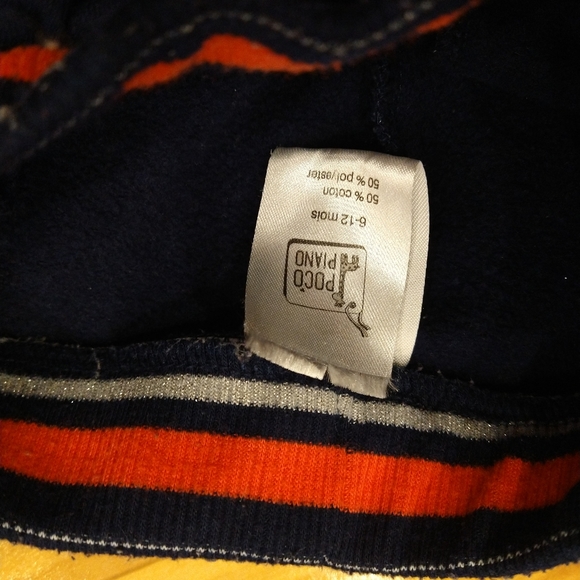 POCO
PIANO
6-12 mois
50 % coton
50 % polyester